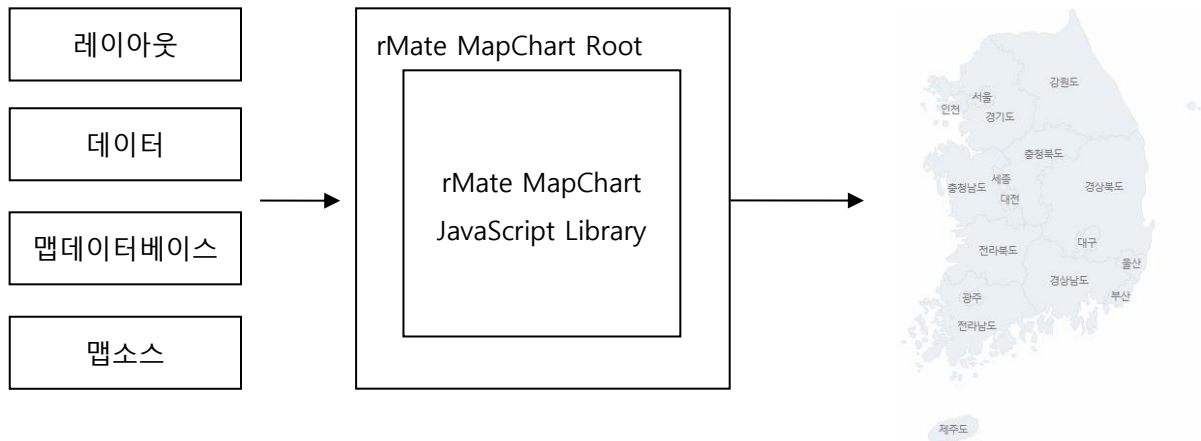 레이아웃
데이터
맵데이터베이스
맵소스
rMate MapChart Root
rMate MapChart
JavaScript Library
강원도
서울
인천
경기도
충청북도
충청남도
세종
경상북도
대전
전라북도
대구
울산
경상남도
부산
광주
전라남도
제주도